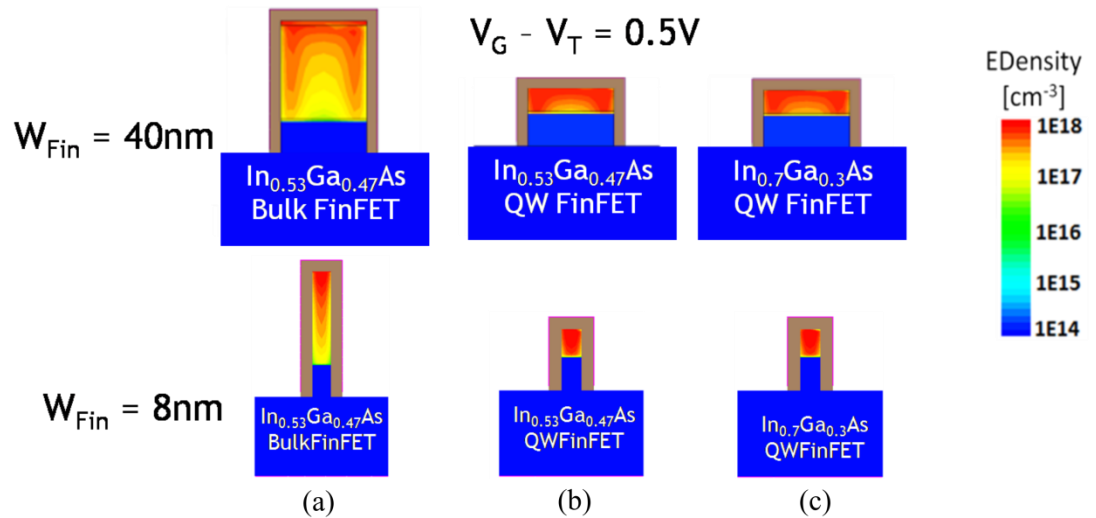 V_G - V_T = 0.5V
EDensity
[cm⁻³]
1E18
1E17
1E16
1E15
1E14
W_Fin = 40nm
In₀.₅₃Ga₀.₄₇As
Bulk FinFET
In₀.₅₃Ga₀.₄₇As
QW FinFET
In₀.₇Ga₀.₃As
QW FinFET
W_Fin = 8nm
In₀.₅₃Ga₀.₄₇As
BulkFinFET
In₀.₅₃Ga₀.₄₇As
QWFinFET
In₀.₇Ga₀.₃As
QWFinFET
(a)
(b)
(c)